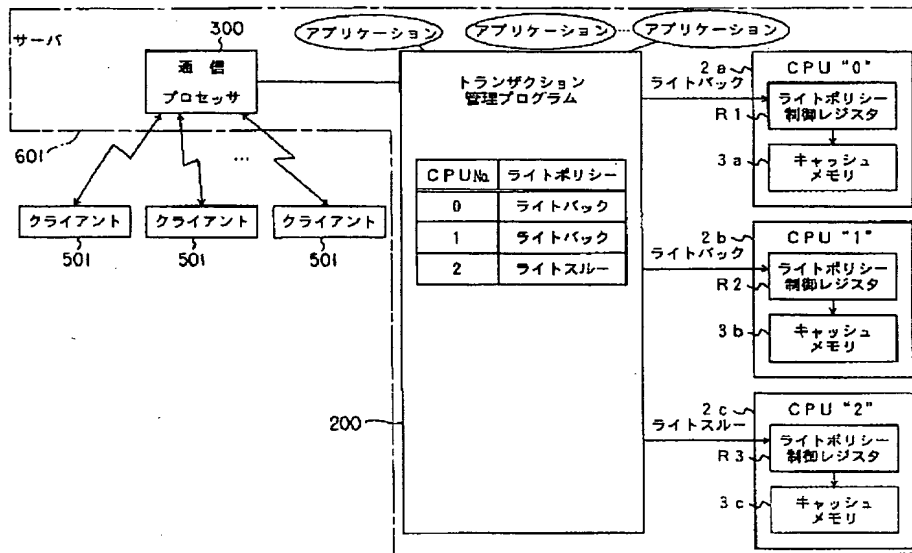 サーバ
300
通信
プロセッサ
アプリケーション
アプリケーション
…
アプリケーション
601
…
クライアント
クライアント
クライアント
501
501
501
トランザクション
管理プログラム
CPU№ ライトポリシー
0 ライトバック
1 ライトバック
2 ライトスルー
200
2a
ライトバック
CPU "0"
R1
ライトポリシー
制御レジスタ
3a
キャッシュ
メモリ
2b
ライトバック
CPU "1"
R2
ライトポリシー
制御レジスタ
3b
キャッシュ
メモリ
2c
ライトスルー
CPU "2"
R3
ライトポリシー
制御レジスタ
3c
キャッシュ
メモリ